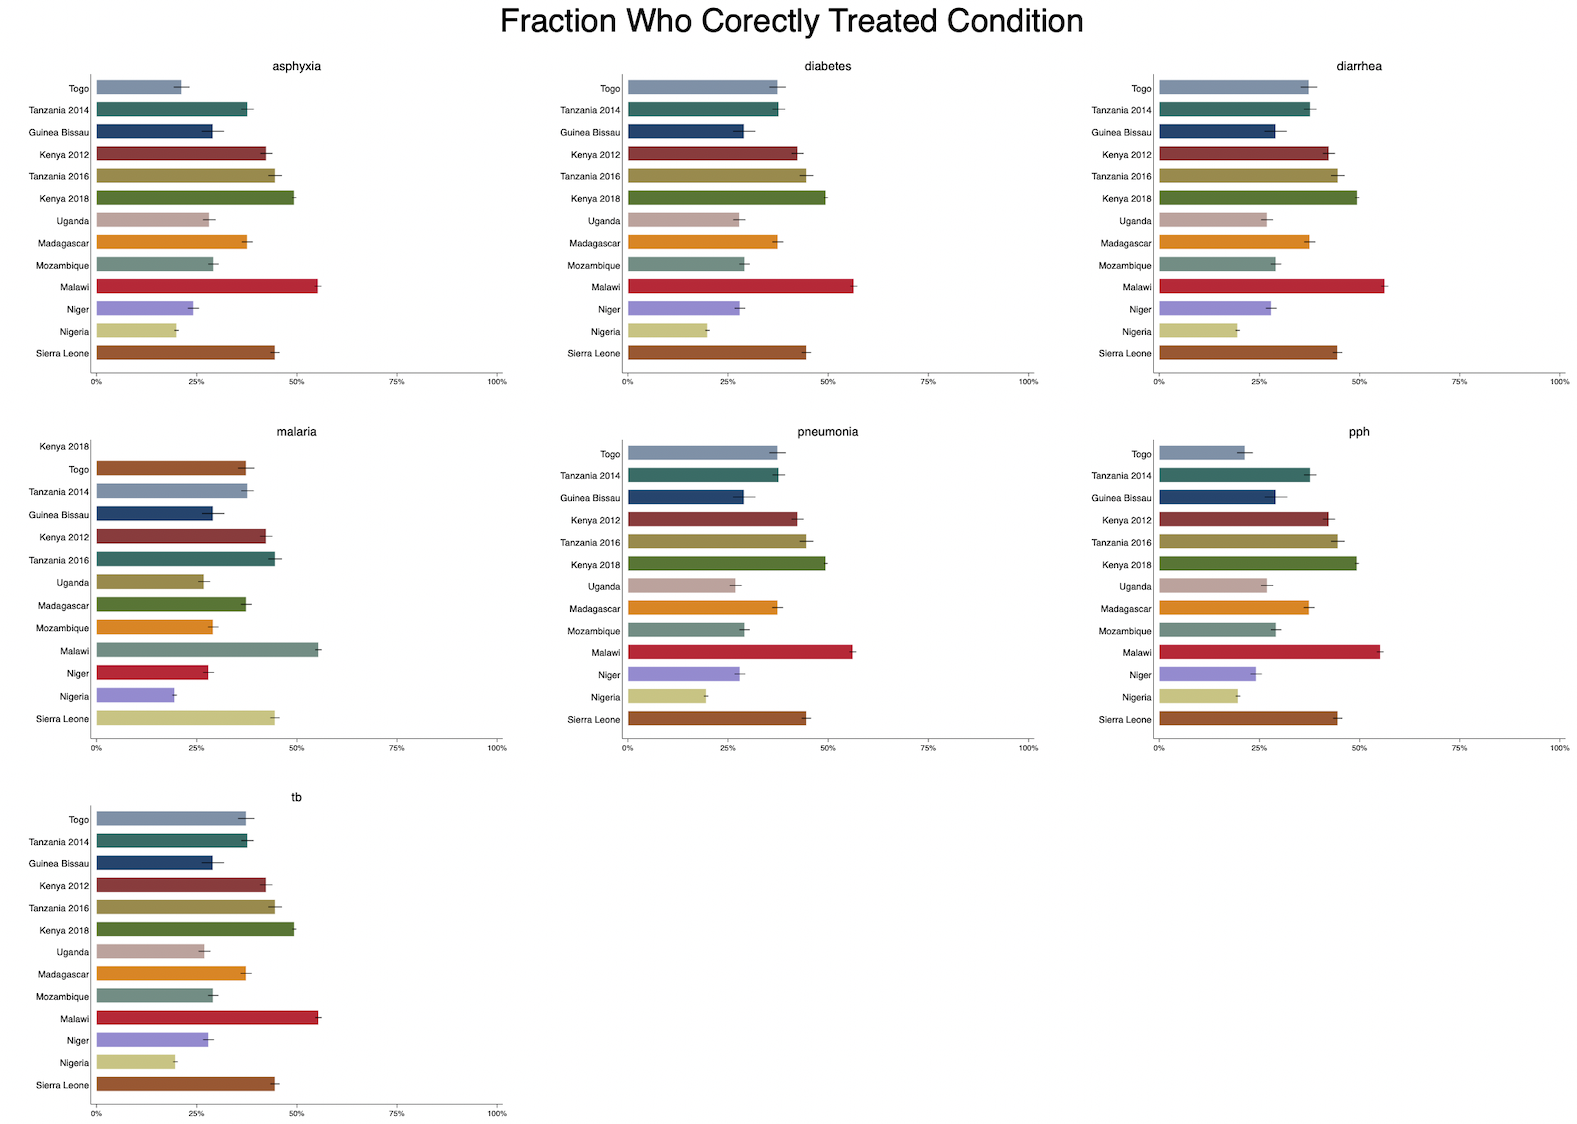 Fraction Who Corectly Treated Condition
asphyxia
Togo
Tanzania 2014
Guinea Bissau
Kenya 2012
Tanzania 2016
Kenya 2018
Uganda
Madagascar
Mozambique
Malawi
Niger
Nigeria
Sierra Leone
0% 25% 50% 75% 100%
diabetes
Togo
Tanzania 2014
Guinea Bissau
Kenya 2012
Tanzania 2016
Kenya 2018
Uganda
Madagascar
Mozambique
Malawi
Niger
Nigeria
Sierra Leone
0% 25% 50% 75% 100%
diarrhea
Togo
Tanzania 2014
Guinea Bissau
Kenya 2012
Tanzania 2016
Kenya 2018
Uganda
Madagascar
Mozambique
Malawi
Niger
Nigeria
Sierra Leone
0% 25% 50% 75% 100%
malaria
Kenya 2018
Togo
Tanzania 2014
Guinea Bissau
Kenya 2012
Tanzania 2016
Uganda
Madagascar
Mozambique
Malawi
Niger
Nigeria
Sierra Leone
0% 25% 50% 75% 100%
pneumonia
Togo
Tanzania 2014
Guinea Bissau
Kenya 2012
Tanzania 2016
Kenya 2018
Uganda
Madagascar
Mozambique
Malawi
Niger
Nigeria
Sierra Leone
0% 25% 50% 75% 100%
pph
Togo
Tanzania 2014
Guinea Bissau
Kenya 2012
Tanzania 2016
Kenya 2018
Uganda
Madagascar
Mozambique
Malawi
Niger
Nigeria
Sierra Leone
0% 25% 50% 75% 100%
tb
Togo
Tanzania 2014
Guinea Bissau
Kenya 2012
Tanzania 2016
Kenya 2018
Uganda
Madagascar
Mozambique
Malawi
Niger
Nigeria
Sierra Leone
0% 25% 50% 75% 100%